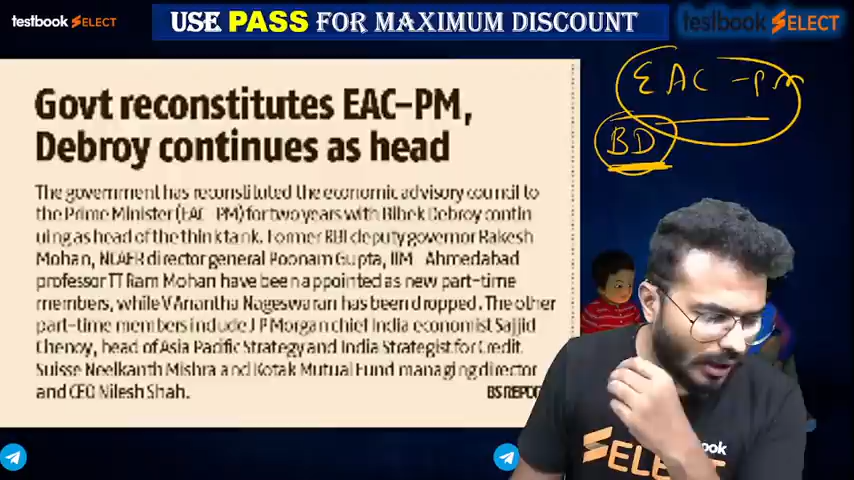 testbook SELECT
USE PASS FOR MAXIMUM DISCOUNT
testbook SELECT
Govt reconstitutes EAC–PM,
Debroy continues as head
The government has reconstituted the economic advisory council to
the Prime Minister (EAC PM) for two years with Bibek Debroy contin
uing as head of the think tank. Former RBI deputy governor Rakesh
Mohan, NCAER director general Poonam Gupta, IIM Ahmedabad
professor TT Ram Mohan have been appointed as new part-time
members, while V Anantha Nageswaran has been dropped. The other
part-time members include J P Morgan chief India economist Sajjid
Chenoy, head of Asia Pacific Strategy and India Strategist for Credit
Suisse Neelkanth Mishra and Kotak Mutual Fund managing director
and CEO Nilesh Shah.
BS REPO
EAC-PM
BD
ook
SELE